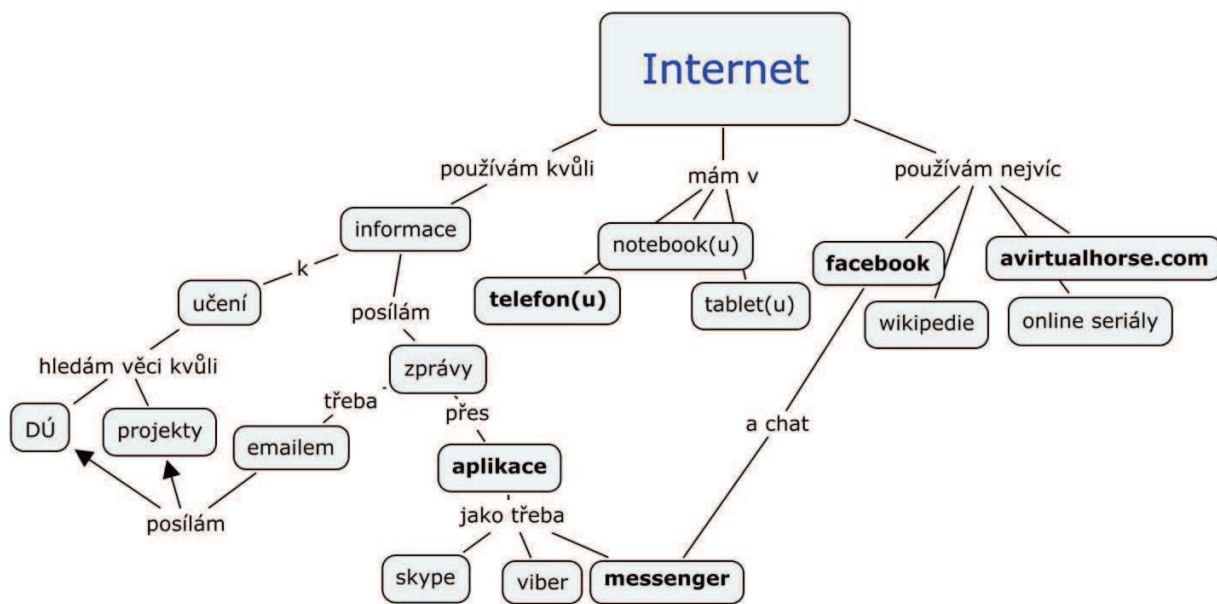 Internet
používám kvůli
mám v
používám nejvíc
informace
notebook(u)
facebook
avirtualhorse.com
k
učení
telefon(u)
tablet(u)
wikipedie
online seriály
posílám
hledám věci kvůli
zprávy
třeba
přes
a chat
DÚ
projekty
emailem
aplikace
posílám
jako třeba
skype
viber
messenger